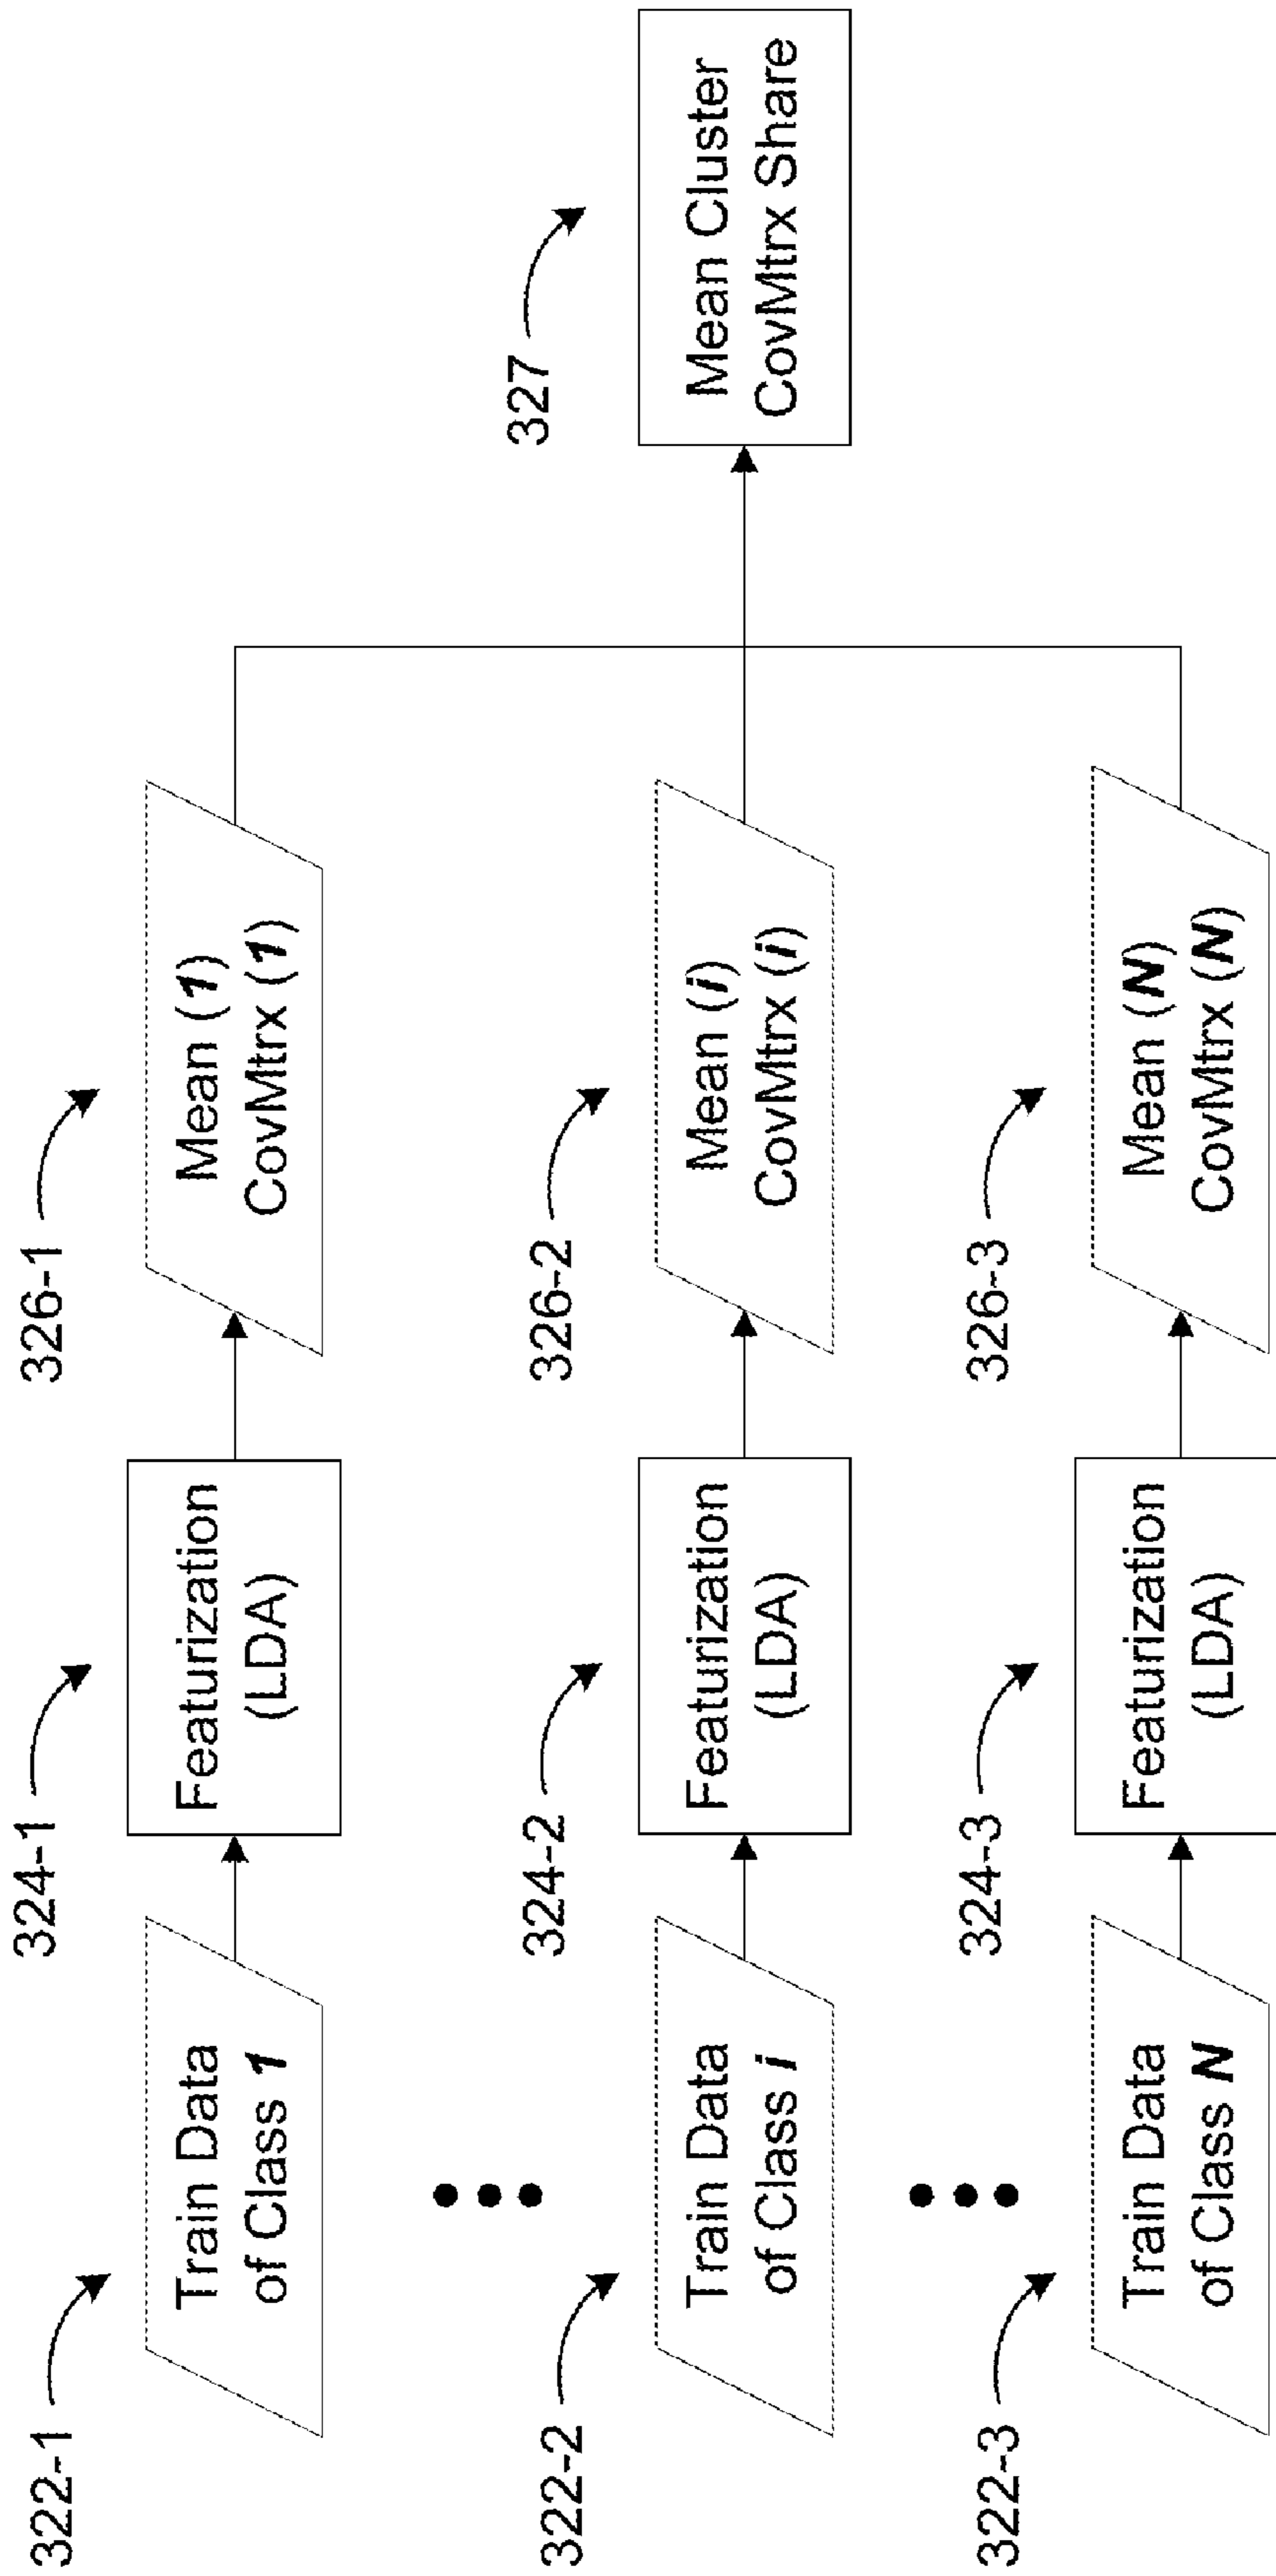 322-1
Train Data
of Class 1
324-1
Featurization
(LDA)
326-1
Mean (1)
CovMtrx (1)
322-2
Train Data
of Class i
324-2
Featurization
(LDA)
326-2
Mean (i)
CovMtrx (i)
327
Mean Cluster
CovMtrx Share
322-3
Train Data
of Class N
324-3
Featurization
(LDA)
326-3
Mean (N)
CovMtrx (N)